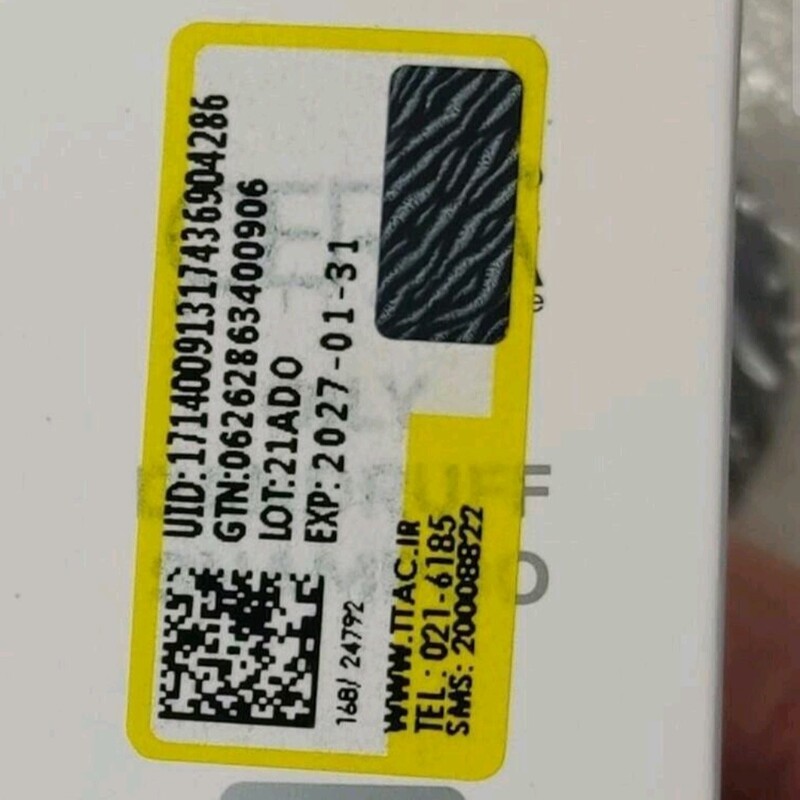 UID:17140091317436904286
GTN:06262863400906
LOT:21ADO
EXP:2027-01-31
168/ 24792
WWW.TTAC.IR
TEL: 021-6185
SMS: 20008822